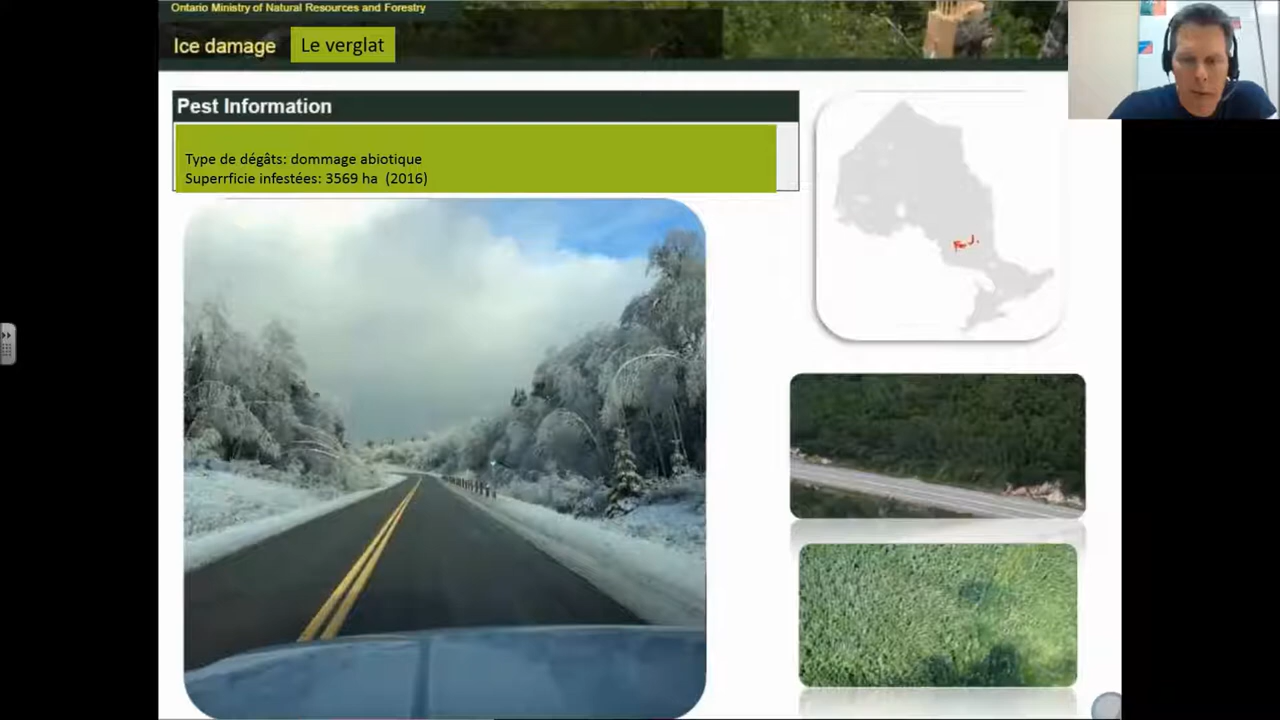 Ontario Ministry of Natural Resources and Forestry
Ice damage
Le verglat
Pest Information
Type de dégâts: dommage abiotique
Superrficie infestées: 3569 ha (2016)